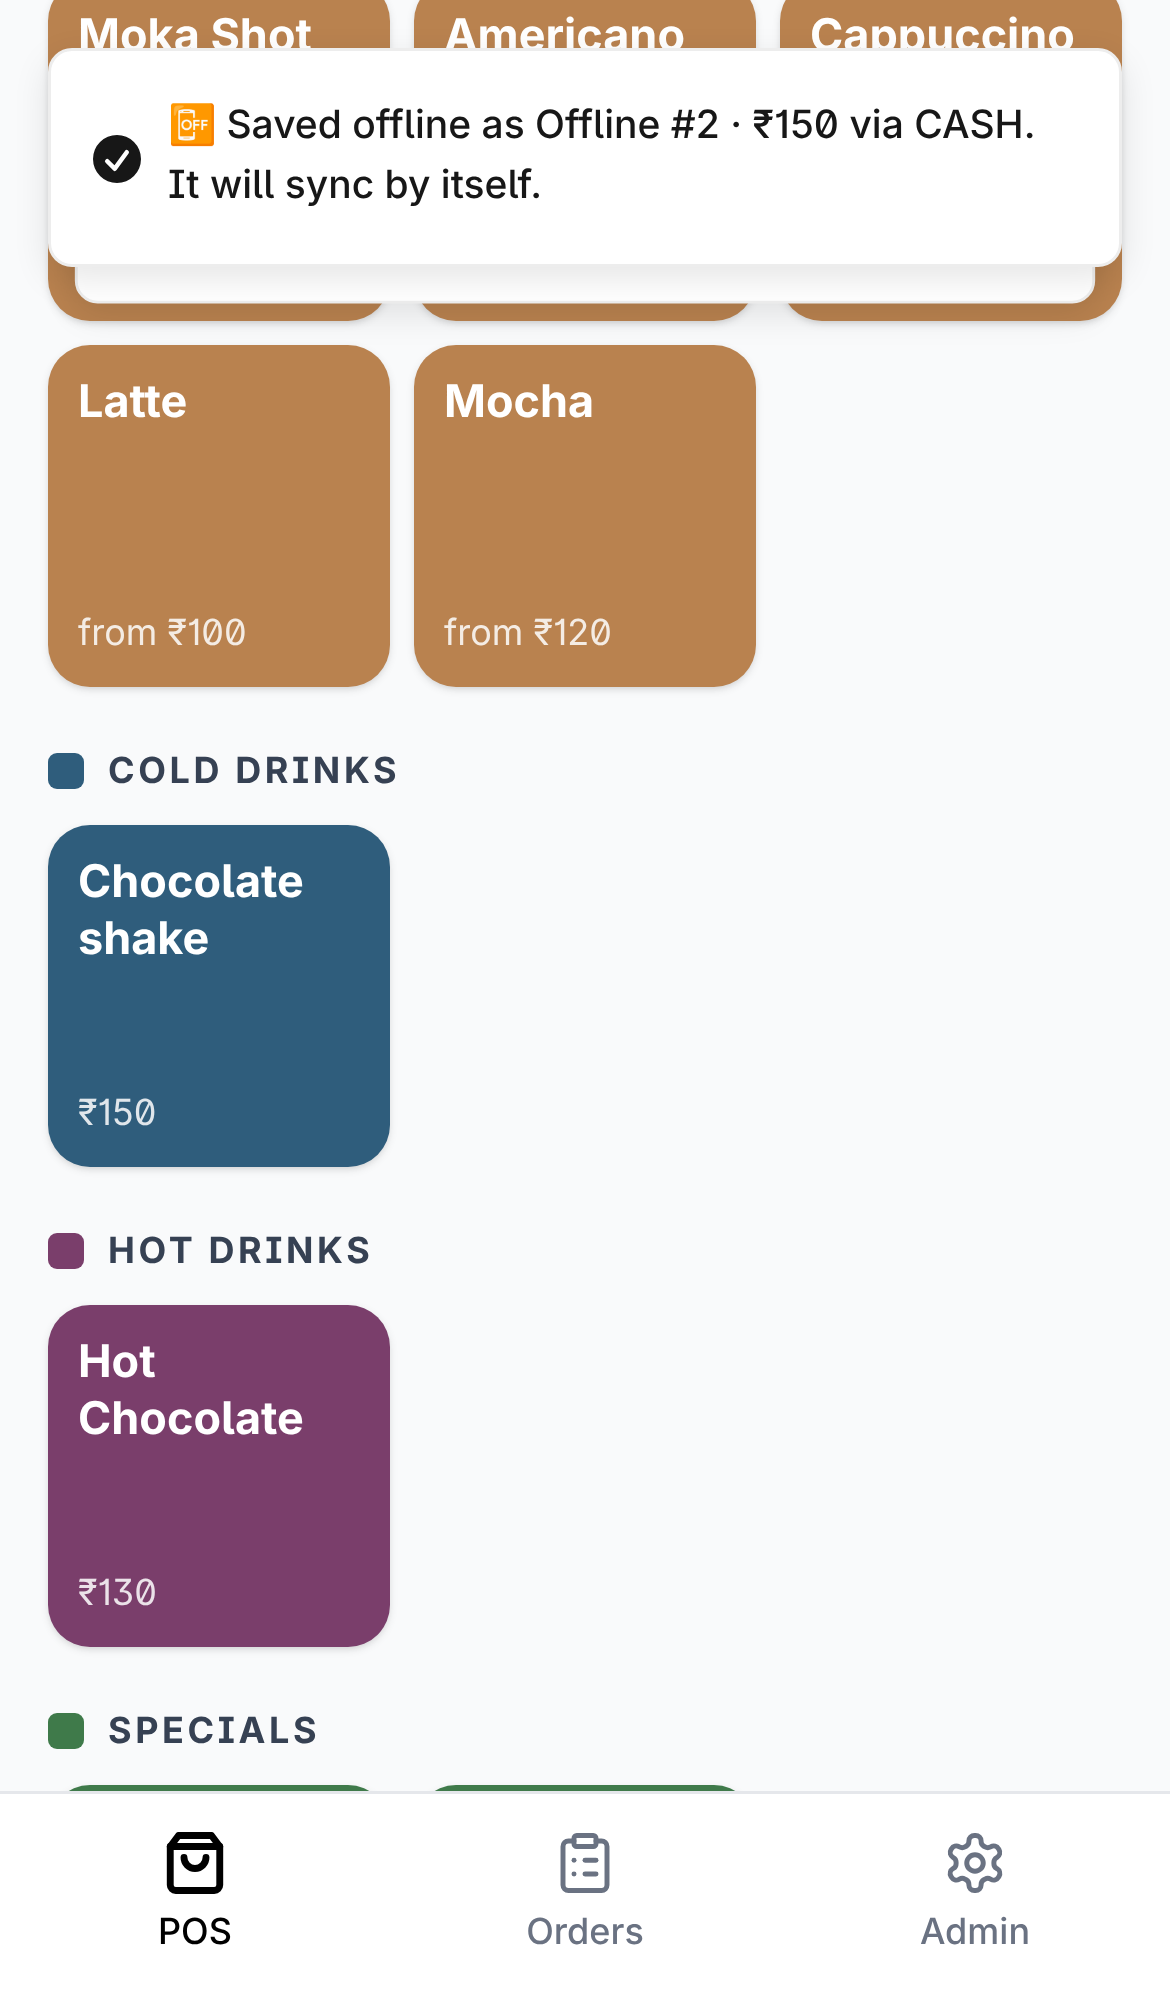 Moka Shot
Americano
Cappuccino
📴 Saved offline as Offline #2 · ₹150 via CASH.
It will sync by itself.
Latte
Mocha
from ₹100
from ₹120
COLD DRINKS
Chocolate
shake
₹150
HOT DRINKS
Hot
Chocolate
₹130
SPECIALS
POS
Orders
Admin